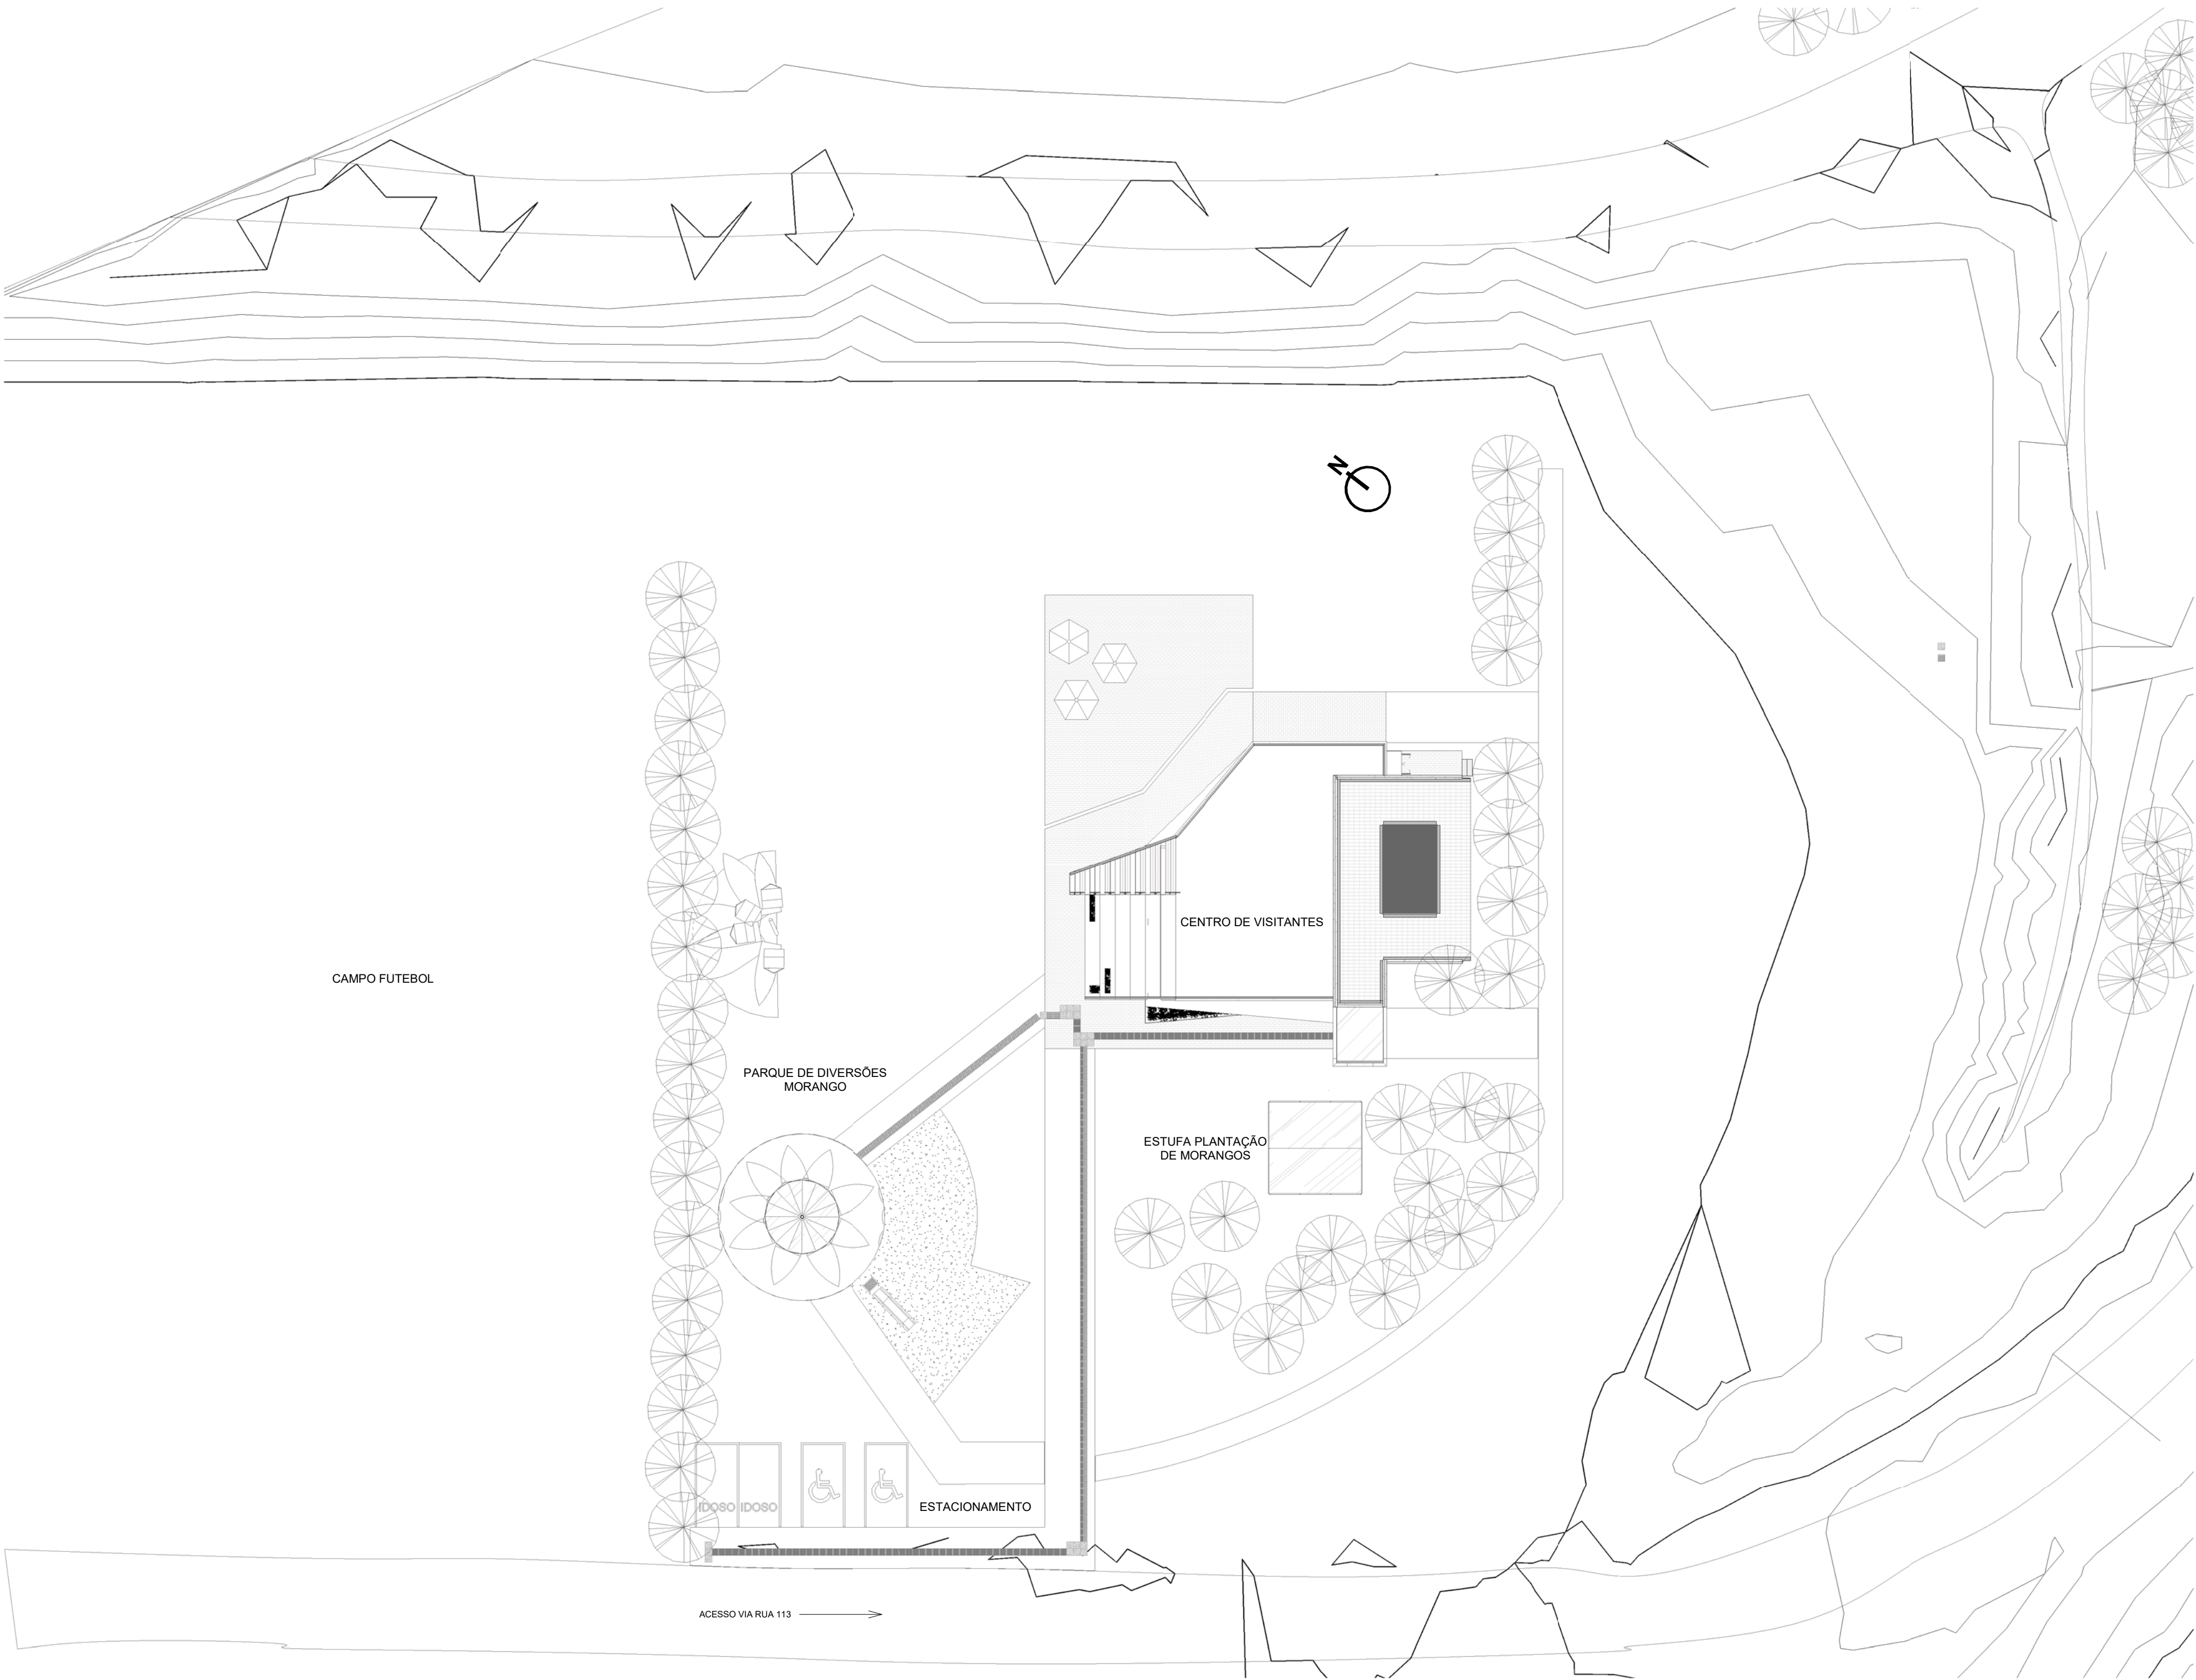 N
CENTRO DE VISITANTES
CAMPO FUTEBOL
PARQUE DE DIVERSÕES
MORANGO
ESTUFA PLANTAÇÃO
DE MORANGOS
IDOSO IDOSO
ESTACIONAMENTO
ACESSO VIA RUA 113